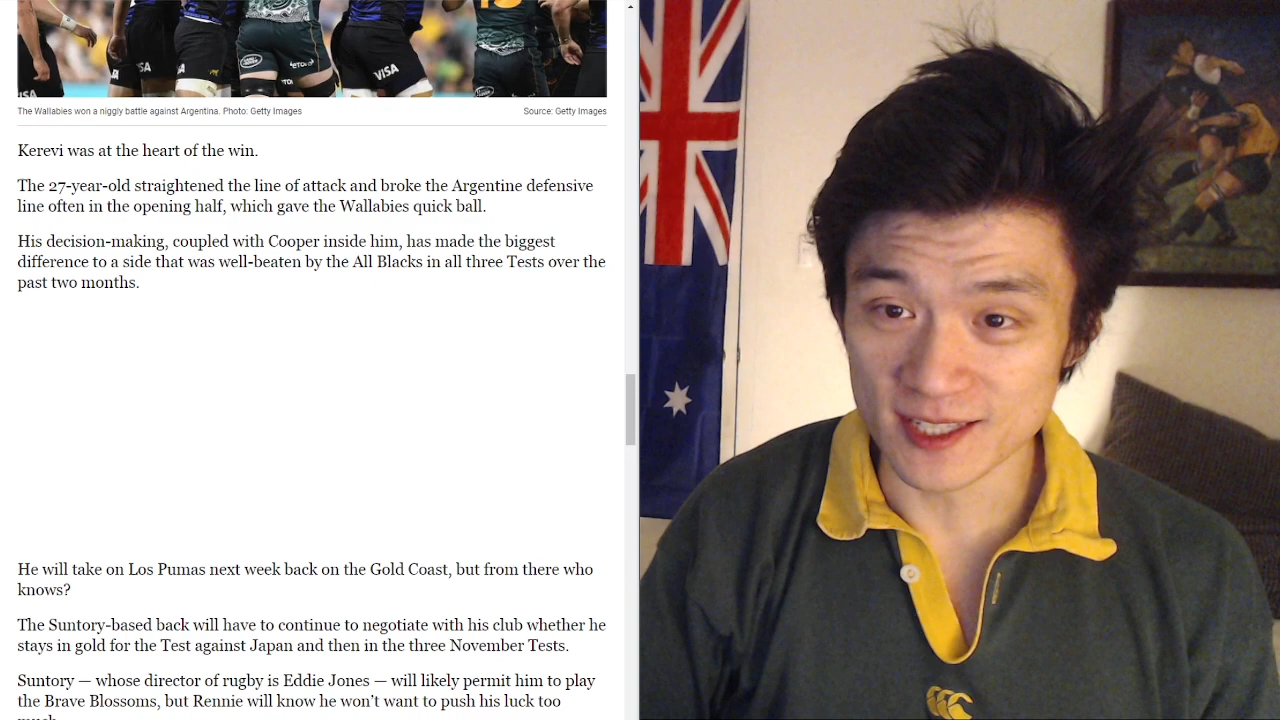 VISA
LAND ROVER
eToro
VISA
The Wallabies won a niggly battle against Argentina. Photo: Getty Images
Source: Getty Images
Kerevi was at the heart of the win.
The 27-year-old straightened the line of attack and broke the Argentine defensive
line often in the opening half, which gave the Wallabies quick ball.
His decision-making, coupled with Cooper inside him, has made the biggest
difference to a side that was well-beaten by the All Blacks in all three Tests over the
past two months.
He will take on Los Pumas next week back on the Gold Coast, but from there who
knows?
The Suntory-based back will have to continue to negotiate with his club whether he
stays in gold for the Test against Japan and then in the three November Tests.
Suntory — whose director of rugby is Eddie Jones — will likely permit him to play
the Brave Blossoms, but Rennie will know he won't want to push his luck too